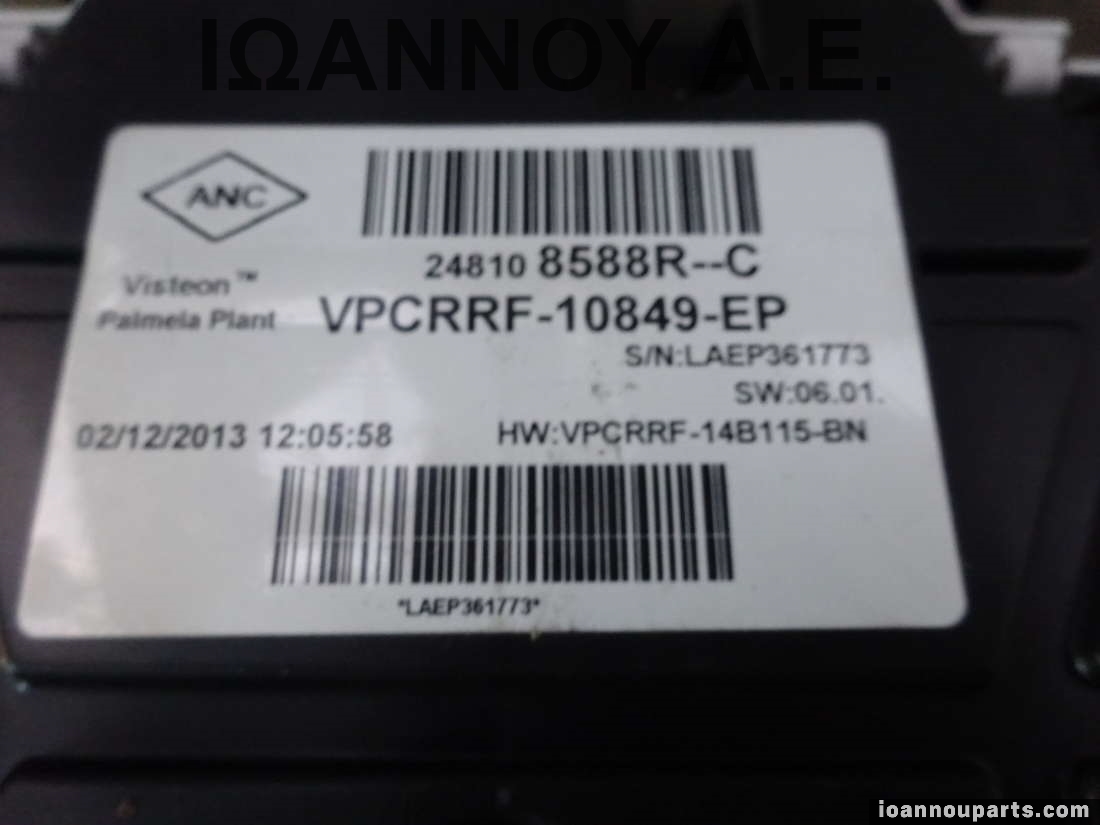 ΙΩΑΝΝΟΥ Α.Ε.
ANC
24810 8588R--C
Visteon™
Palmela Plant
VPCRRF-10849-EP
S/N:LAEP361773
SW:06.01.
02/12/2013 12:05:58
HW:VPCRRF-14B115-BN
*LAEP361773*
ioannouparts.com